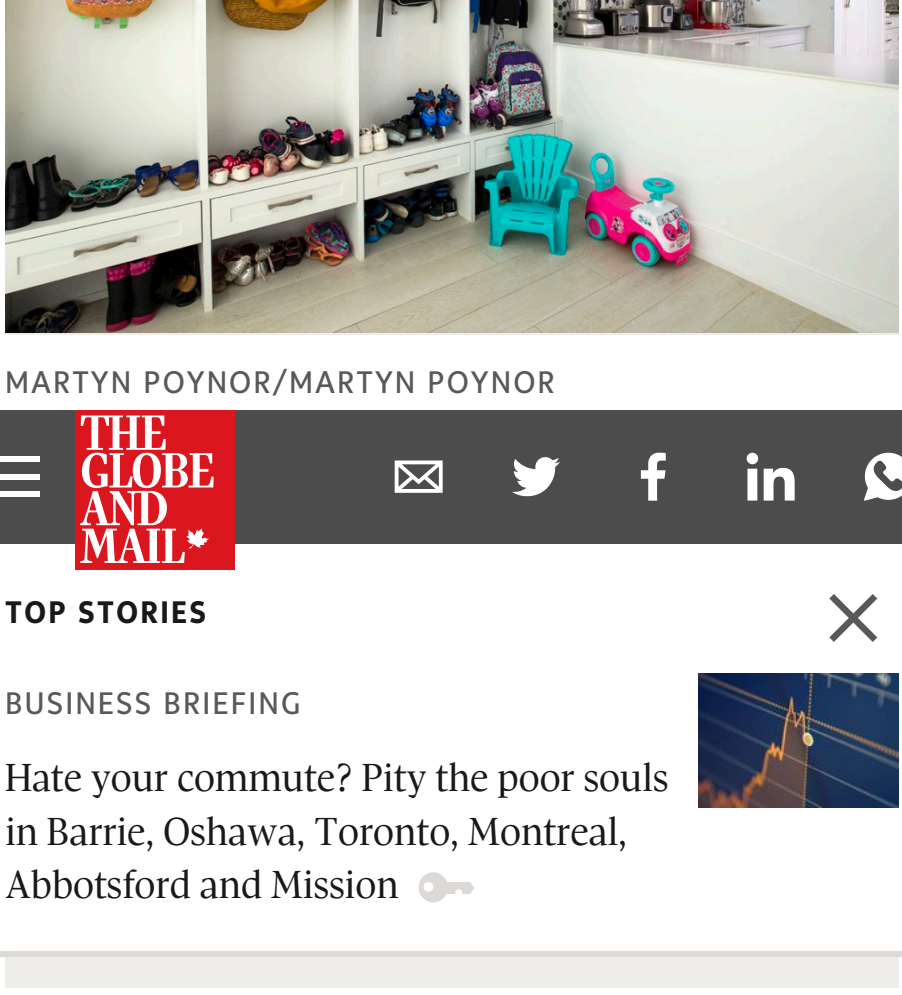 MARTYN POYNOR/MARTYN POYNOR
THE
GLOBE
AND
MAIL
TOP STORIES
BUSINESS BRIEFING
Hate your commute? Pity the poor souls
in Barrie, Oshawa, Toronto, Montreal,
Abbotsford and Mission